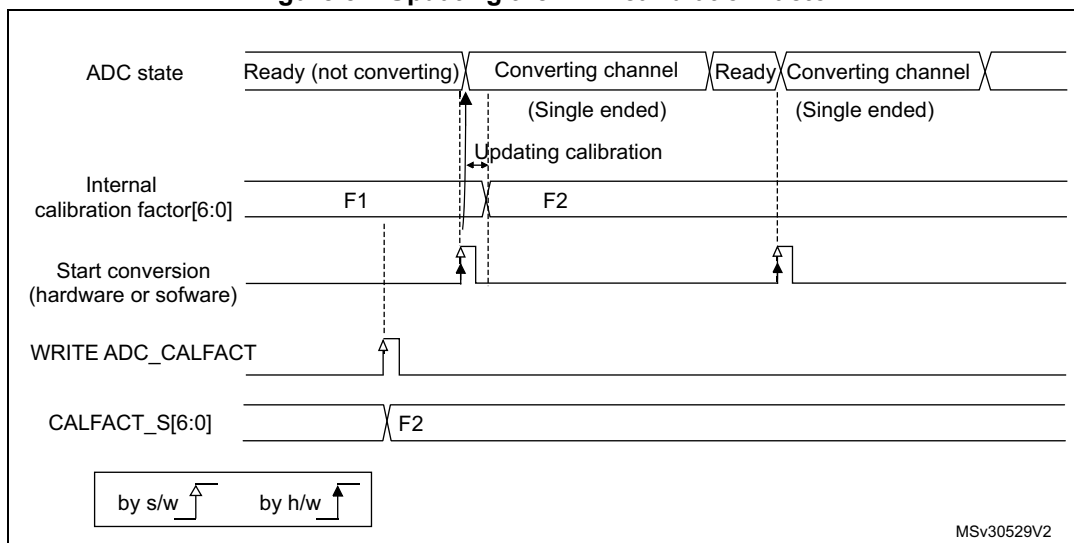 ADC state
Ready (not converting)
Converting channel
Ready
Converting channel
(Single ended)
(Single ended)
Updating calibration
Internal
calibration factor[6:0]
F1
F2
Start conversion
(hardware or sofware)
WRITE ADC_CALFACT
CALFACT_S[6:0]
F2
by s/w
by h/w
MSv30529V2